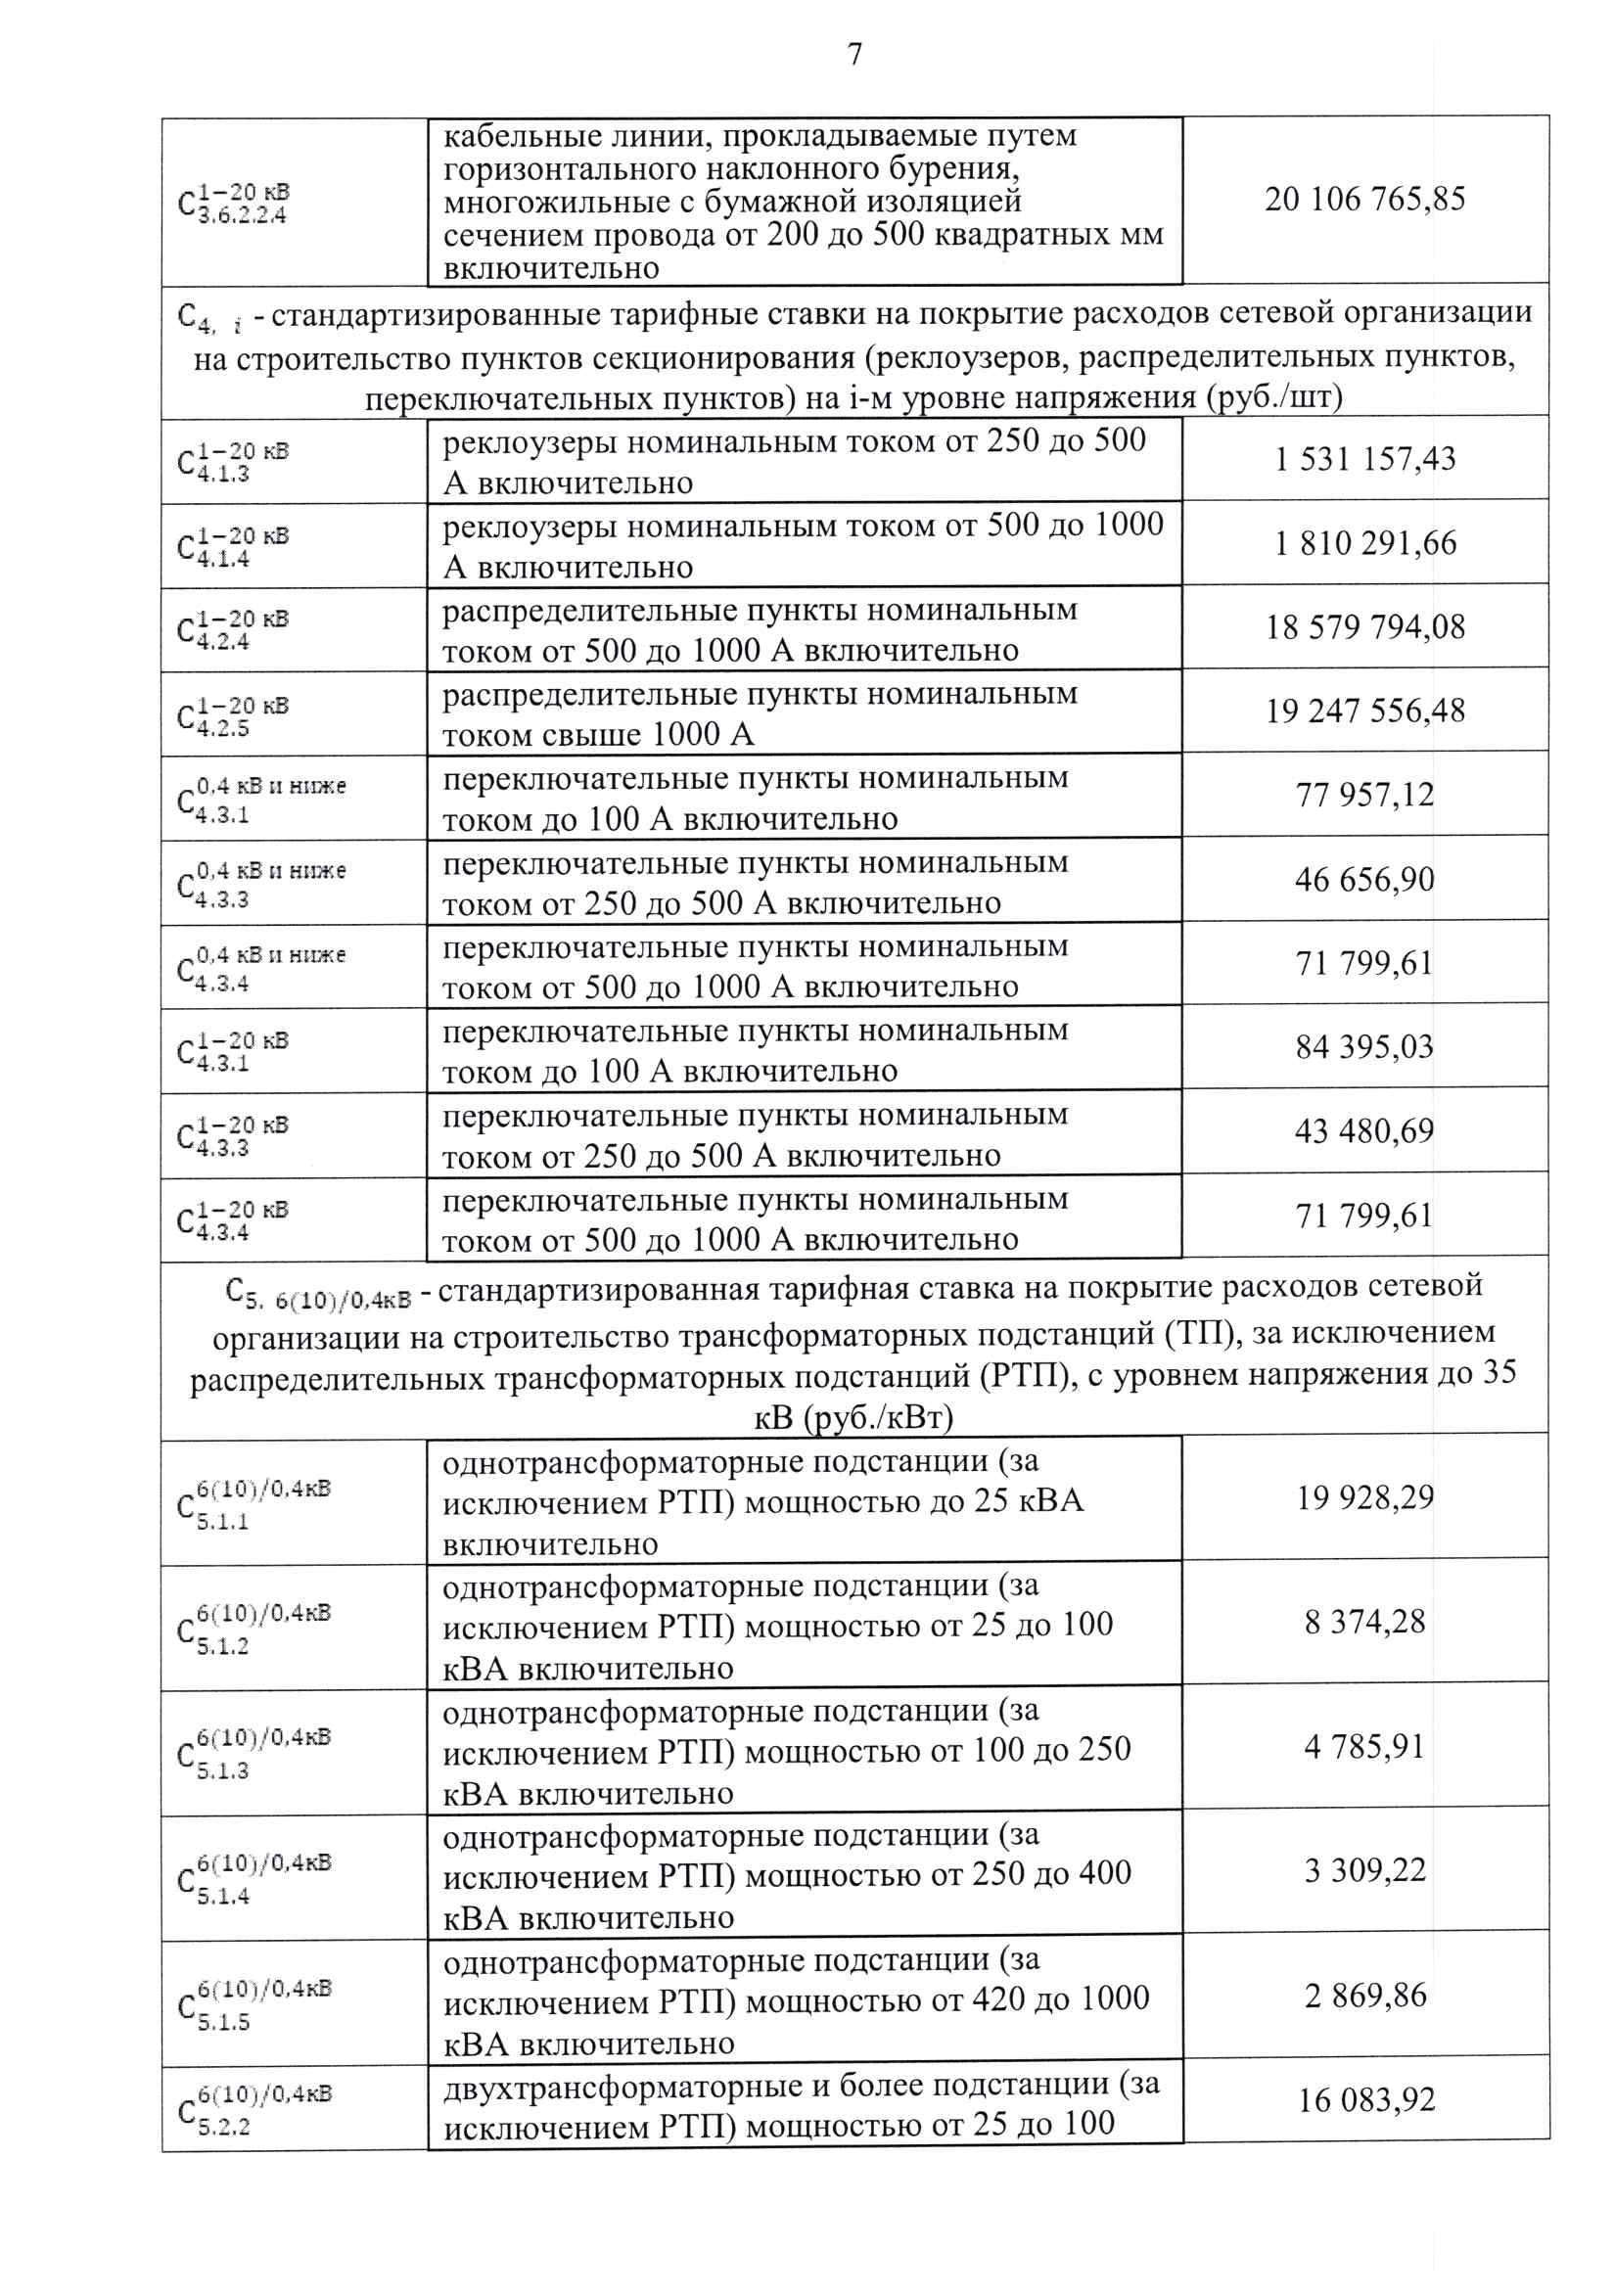 7
кабельные линии, прокладываемые путем
горизонтального наклонного бурения,
C 1−20 кВ 3.6.2.2.4
многожильные с бумажной изоляцией
20 106 765,85
сечением провода от 200 до 500 квадратных мм
включительно
C4, i - стандартизированные тарифные ставки на покрытие расходов сетевой организации
на строительство пунктов секционирования (реклоузеров, распределительных пунктов,
переключательных пунктов) на i-м уровне напряжения (руб./шт)
C 1−20 кВ 4.1.3
реклоузеры номинальным током от 250 до 500
А включительно
1 531 157,43
C 1−20 кВ 4.1.4
реклоузеры номинальным током от 500 до 1000
А включительно
1 810 291,66
C 1−20 кВ 4.2.4
распределительные пункты номинальным
током от 500 до 1000 А включительно
18 579 794,08
C 1−20 кВ 4.2.5
распределительные пункты номинальным
током свыше 1000 А
19 247 556,48
C 0,4 кВ и ниже 4.3.1
переключательные пункты номинальным
током до 100 А включительно
77 957,12
C 0,4 кВ и ниже 4.3.3
переключательные пункты номинальным
током от 250 до 500 А включительно
46 656,90
C 0,4 кВ и ниже 4.3.4
переключательные пункты номинальным
током от 500 до 1000 А включительно
71 799,61
C 1−20 кВ 4.3.1
переключательные пункты номинальным
током до 100 А включительно
84 395,03
C 1−20 кВ 4.3.3
переключательные пункты номинальным
током от 250 до 500 А включительно
43 480,69
C 1−20 кВ 4.3.4
переключательные пункты номинальным
током от 500 до 1000 А включительно
71 799,61
C5. 6(10)/0,4кВ - стандартизированная тарифная ставка на покрытие расходов сетевой
организации на строительство трансформаторных подстанций (ТП), за исключением
распределительных трансформаторных подстанций (РТП), с уровнем напряжения до 35
кВ (руб./кВт)
C 6(10)/0,4кВ 5.1.1
однотрансформаторные подстанции (за
исключением РТП) мощностью до 25 кВА
включительно
19 928,29
C 6(10)/0,4кВ 5.1.2
однотрансформаторные подстанции (за
исключением РТП) мощностью от 25 до 100
кВА включительно
8 374,28
C 6(10)/0,4кВ 5.1.3
однотрансформаторные подстанции (за
исключением РТП) мощностью от 100 до 250
кВА включительно
4 785,91
C 6(10)/0,4кВ 5.1.4
однотрансформаторные подстанции (за
исключением РТП) мощностью от 250 до 400
кВА включительно
3 309,22
C 6(10)/0,4кВ 5.1.5
однотрансформаторные подстанции (за
исключением РТП) мощностью от 420 до 1000
кВА включительно
2 869,86
C 6(10)/0,4кВ 5.2.2
двухтрансформаторные и более подстанции (за
исключением РТП) мощностью от 25 до 100
16 083,92